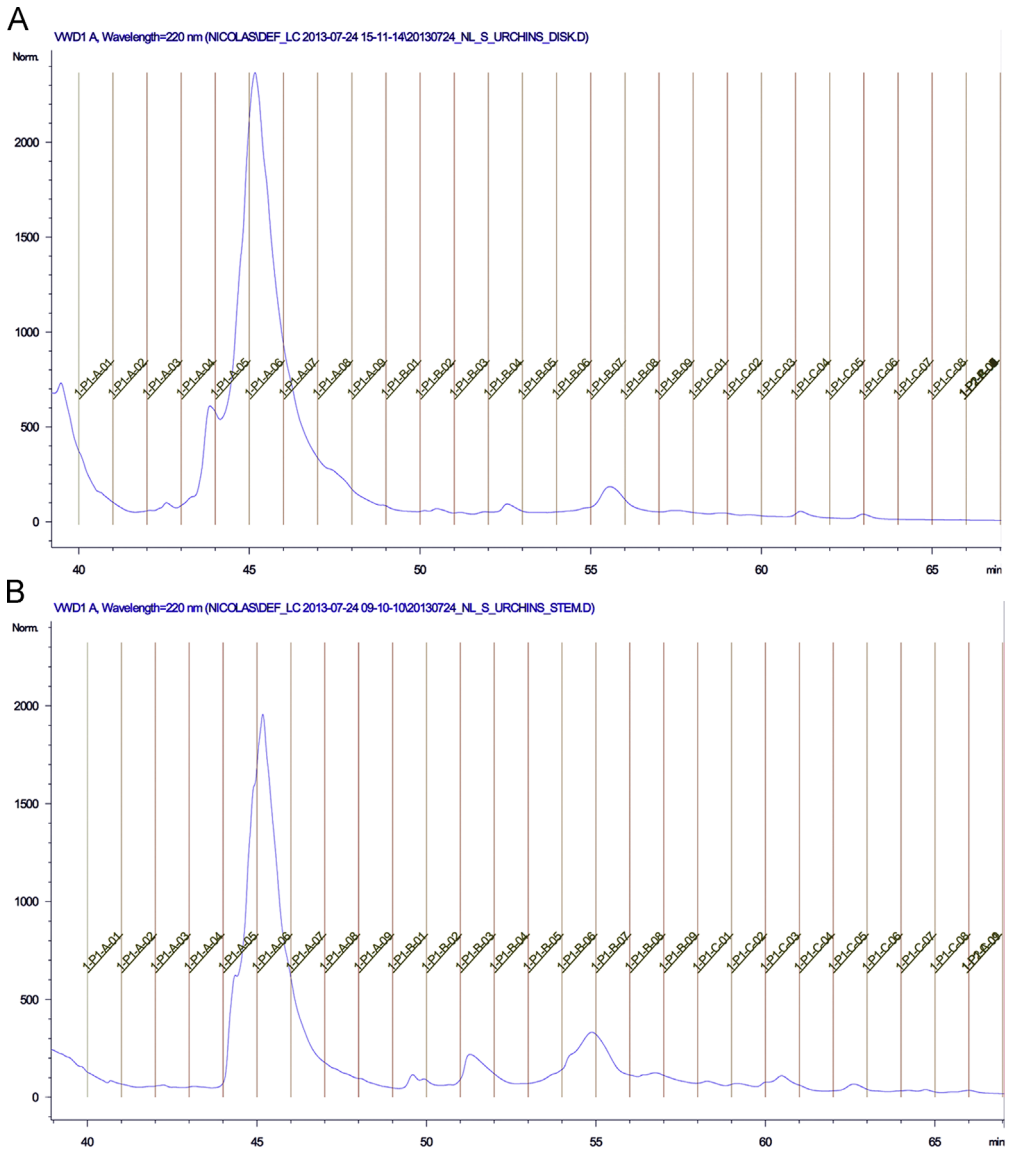 A
VWD1 A, Wavelength=220 nm (NICOLAS\DEF_LC 2013-07-24 15-11-14\20130724_NL_S_URCHINS_DISK.D)
Norm.
2000
1500
1000
500
0
1-P1-A-01 1-P1-A-02 1-P1-A-03 1-P1-A-04 1-P1-A-05 1-P1-A-06 1-P1-A-07 1-P1-A-08 1-P1-A-09 1-P1-B-01 1-P1-B-02 1-P1-B-03 1-P1-B-04 1-P1-B-05 1-P1-B-06 1-P1-B-07 1-P1-B-08 1-P1-B-09 1-P1-C-01 1-P1-C-02 1-P1-C-03 1-P1-C-04 1-P1-C-05 1-P1-C-06 1-P1-C-07 1-P1-C-08
40 45 50 55 60 65 min
B
VWD1 A, Wavelength=220 nm (NICOLAS\DEF_LC 2013-07-24 09-10-10\20130724_NL_S_URCHINS_STEM.D)
Norm.
2000
1500
1000
500
0
1-P1-A-01 1-P1-A-02 1-P1-A-03 1-P1-A-04 1-P1-A-05 1-P1-A-06 1-P1-A-07 1-P1-A-08 1-P1-A-09 1-P1-B-01 1-P1-B-02 1-P1-B-03 1-P1-B-04 1-P1-B-05 1-P1-B-06 1-P1-B-07 1-P1-B-08 1-P1-B-09 1-P1-C-01 1-P1-C-02 1-P1-C-03 1-P1-C-04 1-P1-C-05 1-P1-C-06 1-P1-C-07 1-P1-C-08
40 45 50 55 60 65 min